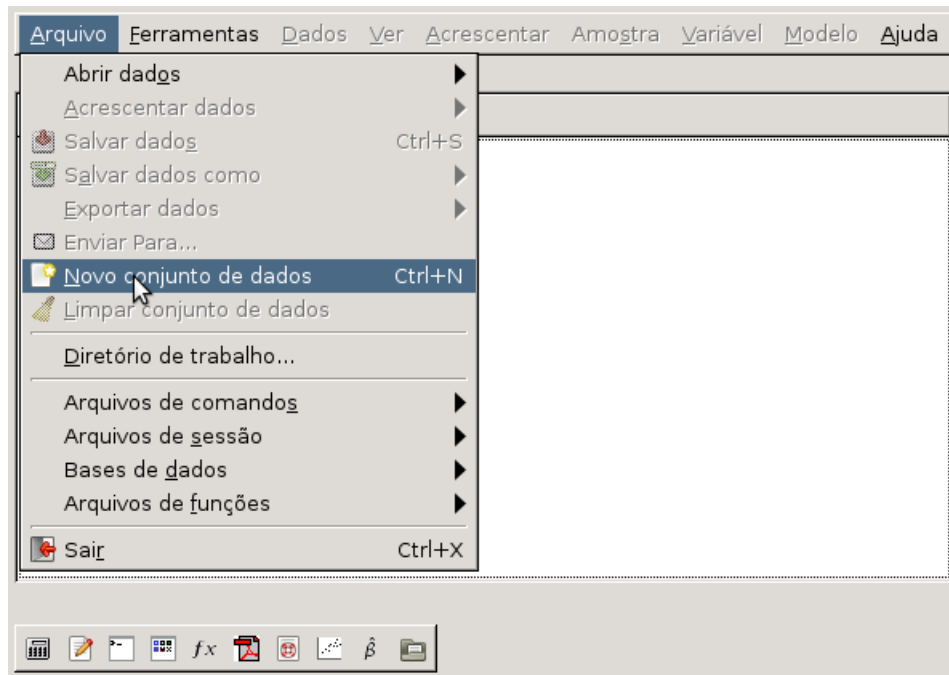 Arquivo Ferramentas Dados Ver Acrescentar Amostra Variável Modelo Ajuda
Abrir dados
Acrescentar dados
Salvar dados Ctrl+S
Salvar dados como
Exportar dados
Enviar Para...
Novo conjunto de dados Ctrl+N
Limpar conjunto de dados
Diretório de trabalho...
Arquivos de comandos
Arquivos de sessão
Bases de dados
Arquivos de funções
Sair Ctrl+X
fx β̂